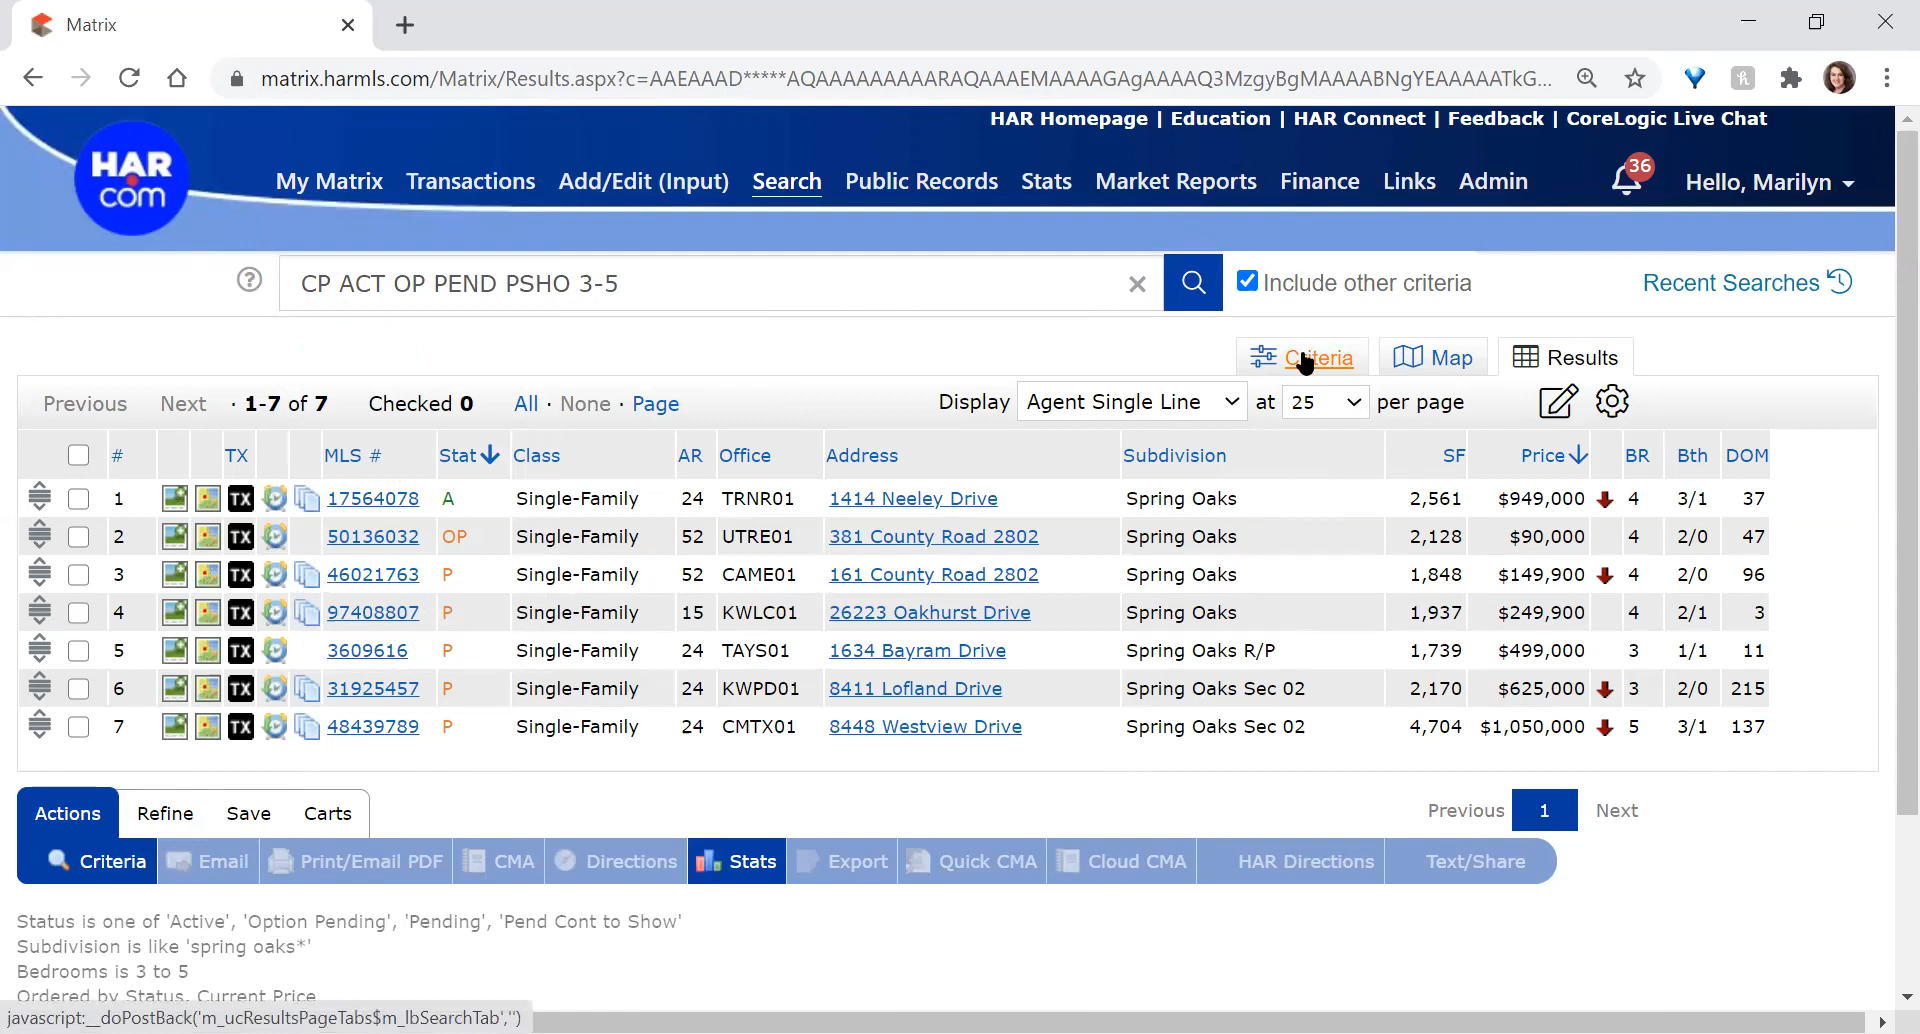 Matrix
matrix.harmls.com/Matrix/Results.aspx?c=AAEAAAD*****AQAAAAAAAAARAQAAAEMAAAAGAgAAAAQ3MzgyBgMAAAABNgYEAAAAATkG...
HAR Homepage | Education | HAR Connect | Feedback | CoreLogic Live Chat
HAR
com
My Matrix Transactions Add/Edit (Input) Search Public Records Stats Market Reports Finance Links Admin 36 Hello, Marilyn
CP ACT OP PEND PSHO 3-5 Include other criteria Recent Searches
Criteria Map Results
Previous Next · 1-7 of 7 Checked 0 All · None · Page Display Agent Single Line at 25 per page
# TX MLS # Stat Class AR Office Address Subdivision SF Price BR Bth DOM
1 TX 17564078 A Single-Family 24 TRNR01 1414 Neeley Drive Spring Oaks 2,561 $949,000 4 3/1 37
2 TX 50136032 OP Single-Family 52 UTRE01 381 County Road 2802 Spring Oaks 2,128 $90,000 4 2/0 47
3 TX 46021763 P Single-Family 52 CAME01 161 County Road 2802 Spring Oaks 1,848 $149,900 4 2/0 96
4 TX 97408807 P Single-Family 15 KWLC01 26223 Oakhurst Drive Spring Oaks 1,937 $249,900 4 2/1 3
5 TX 3609616 P Single-Family 24 TAYS01 1634 Bayram Drive Spring Oaks R/P 1,739 $499,000 3 1/1 11
6 TX 31925457 P Single-Family 24 KWPD01 8411 Lofland Drive Spring Oaks Sec 02 2,170 $625,000 3 2/0 215
7 TX 48439789 P Single-Family 24 CMTX01 8448 Westview Drive Spring Oaks Sec 02 4,704 $1,050,000 5 3/1 137
Actions Refine Save Carts Previous 1 Next
Criteria Email Print/Email PDF CMA Directions Stats Export Quick CMA Cloud CMA HAR Directions Text/Share
Status is one of 'Active', 'Option Pending', 'Pending', 'Pend Cont to Show'
Subdivision is like 'spring oaks*'
Bedrooms is 3 to 5
Ordered by Status, Current Price
javascript:__doPostBack('m_ucResultsPageTabs$m_lbSearchTab','')